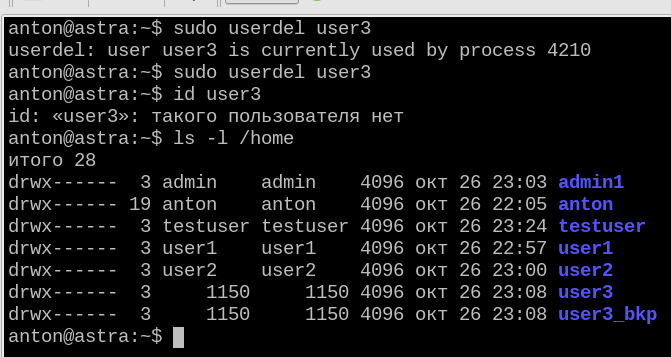 anton@astra:~$ sudo userdel user3
userdel: user user3 is currently used by process 4210
anton@astra:~$ sudo userdel user3
anton@astra:~$ id user3
id: «user3»: такого пользователя нет
anton@astra:~$ ls -l /home
итого 28
drwx------  3 admin    admin    4096 окт 26 23:03 admin1
drwx------ 19 anton    anton    4096 окт 26 22:05 anton
drwx------  3 testuser testuser 4096 окт 26 23:24 testuser
drwx------  3 user1    user1    4096 окт 26 22:57 user1
drwx------  3 user2    user2    4096 окт 26 23:00 user2
drwx------  3     1150     1150 4096 окт 26 23:08 user3
drwx------  3     1150     1150 4096 окт 26 23:08 user3_bkp
anton@astra:~$